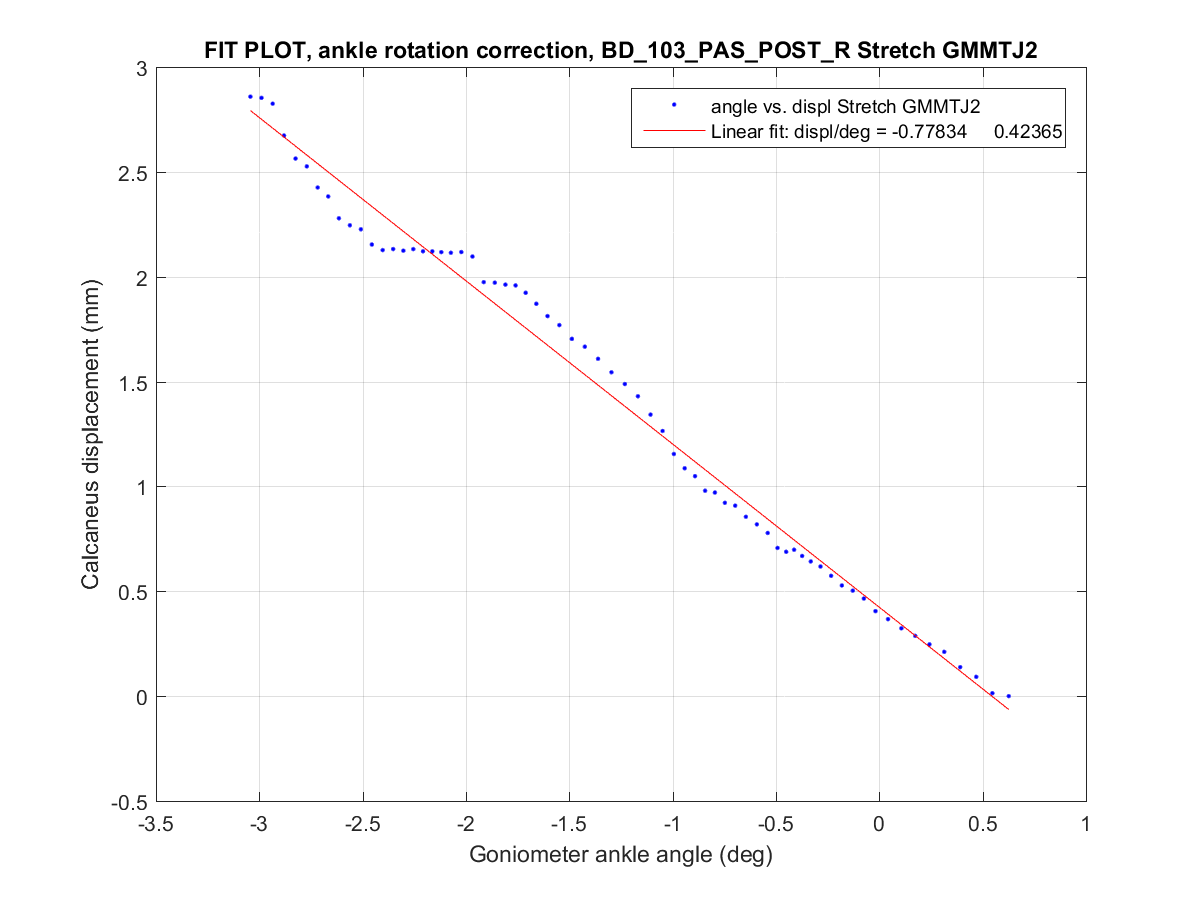 FIT PLOT, ankle rotation correction, BD_103_PAS_POST_R Stretch GMMTJ2
angle vs. displ Stretch GMMTJ2
Linear fit: displ/deg = -0.77834 0.42365
3
2.5
2
1.5
1
0.5
0
-0.5
Calcaneus displacement (mm)
-3.5 -3 -2.5 -2 -1.5 -1 -0.5 0 0.5 1
Goniometer ankle angle (deg)